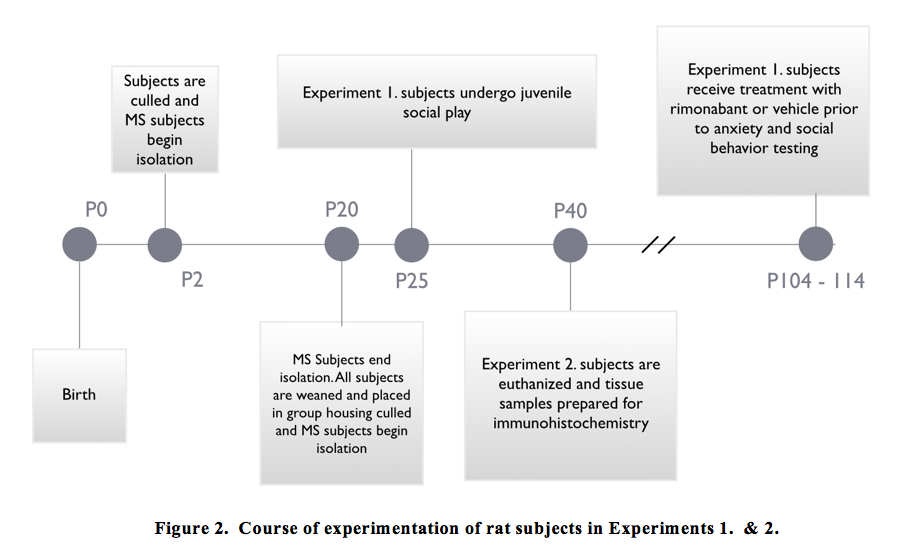 P0
Birth
Subjects are
culled and
MS subjects
begin
isolation
P2
P20
MS Subjects end
isolation. All subjects
are weaned and placed
in group housing culled
and MS subjects begin
isolation
Experiment 1. subjects undergo juvenile
social play
P25
P40
Experiment 2. subjects are
euthanized and tissue
samples prepared for
immunohistochemistry
Experiment 1. subjects
receive treatment with
rimonabant or vehicle prior
to anxiety and social
behavior testing
P104 - 114
Figure 2. Course of experimentation of rat subjects in Experiments 1. & 2.